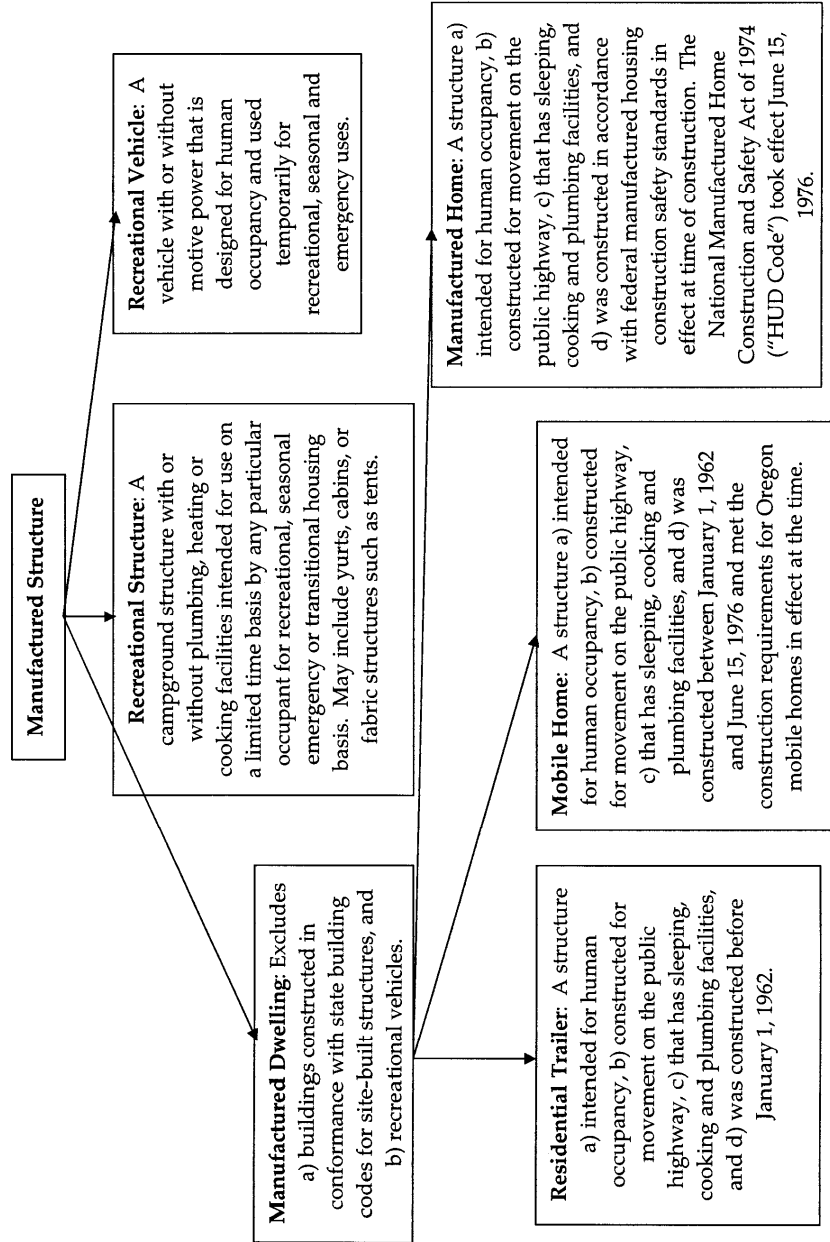 Manufactured Structure
Manufactured Dwelling: Excludes
a) buildings constructed in
conformance with state building
codes for site-built structures, and
b) recreational vehicles.
Recreational Structure: A
campground structure with or
without plumbing, heating or
cooking facilities intended for use on
a limited time basis by any particular
occupant for recreational, seasonal
emergency or transitional housing
basis. May include yurts, cabins, or
fabric structures such as tents.
Recreational Vehicle: A
vehicle with or without
motive power that is
designed for human
occupancy and used
temporarily for
recreational, seasonal and
emergency uses.
Residential Trailer: A structure
a) intended for human
occupancy, b) constructed for
movement on the public
highway, c) that has sleeping,
cooking and plumbing facilities,
and d) was constructed before
January 1, 1962.
Mobile Home: A structure a) intended
for human occupancy, b) constructed
for movement on the public highway,
c) that has sleeping, cooking and
plumbing facilities, and d) was
constructed between January 1, 1962
and June 15, 1976 and met the
construction requirements for Oregon
mobile homes in effect at the time.
Manufactured Home: A structure a)
intended for human occupancy, b)
constructed for movement on the
public highway, c) that has sleeping,
cooking and plumbing facilities, and
d) was constructed in accordance
with federal manufactured housing
construction safety standards in
effect at time of construction. The
National Manufactured Home
Construction and Safety Act of 1974
("HUD Code") took effect June 15,
1976.